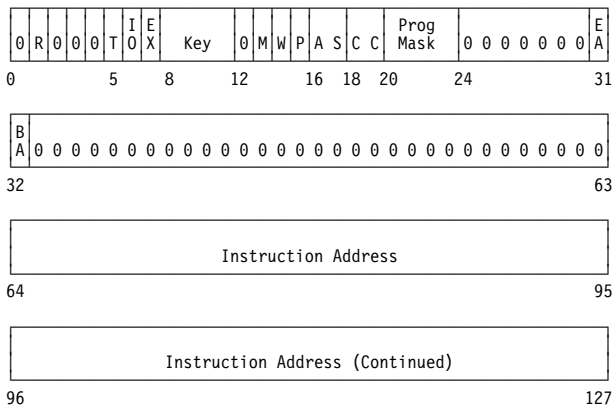 I E Prog E
0 R 0 0 0 T O X Key 0 M W P A S C C Mask 0 0 0 0 0 0 0 A
0 5 8 12 16 18 20 24 31
B
A 0 0 0 0 0 0 0 0 0 0 0 0 0 0 0 0 0 0 0 0 0 0 0 0 0 0 0 0 0 0 0
32 63
Instruction Address
64 95
Instruction Address (Continued)
96 127